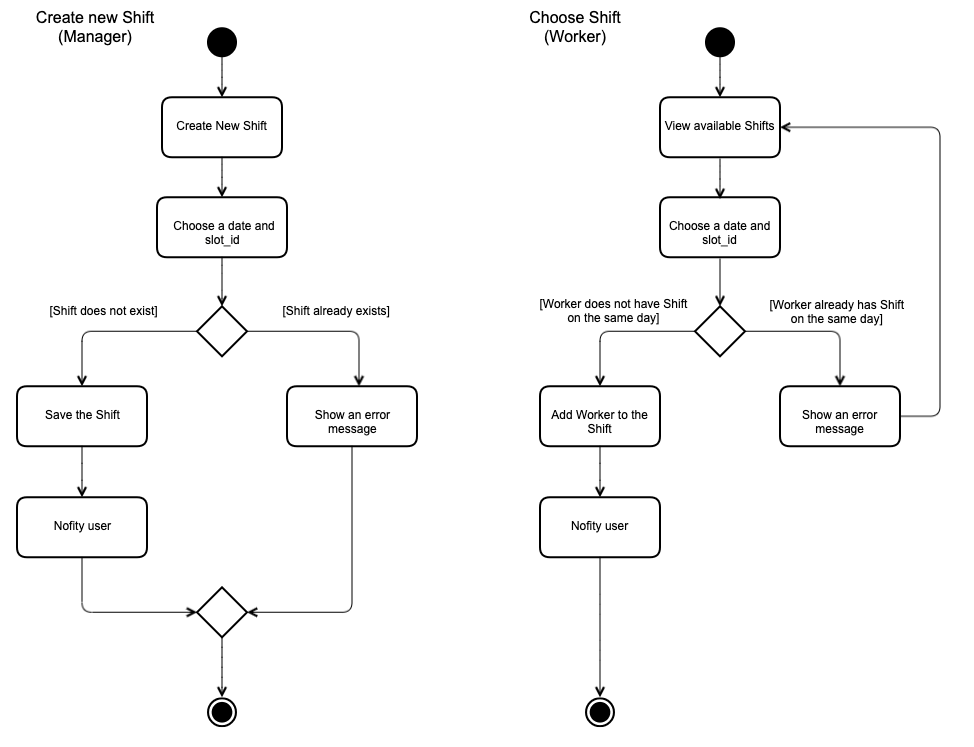 Create new Shift
(Manager)
Create New Shift
Choose a date and
slot_id
[Shift does not exist]
[Shift already exists]
Save the Shift
Show an error
message
Nofity user
Choose Shift
(Worker)
View available Shifts
Choose a date and
slot_id
[Worker does not have Shift
on the same day]
[Worker already has Shift
on the same day]
Add Worker to the
Shift
Show an error
message
Nofity user